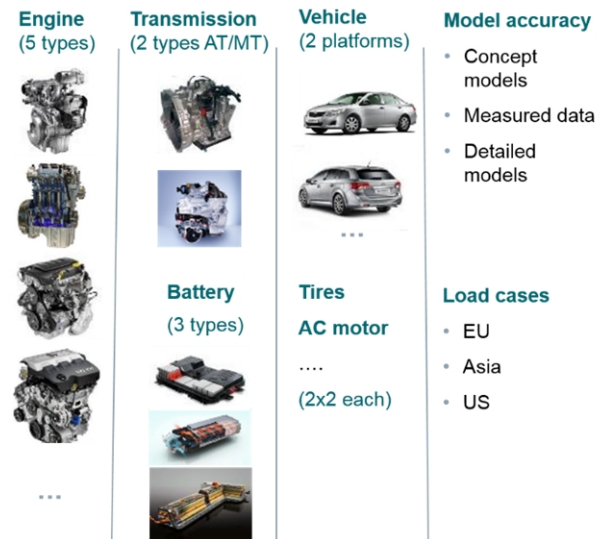 Engine
(5 types)
...
Transmission
(2 types AT/MT)
Battery
(3 types)
Vehicle
(2 platforms)
...
Tires
AC motor
....
(2x2 each)
Model accuracy
• Concept
models
• Measured data
• Detailed
models
Load cases
• EU
• Asia
• US